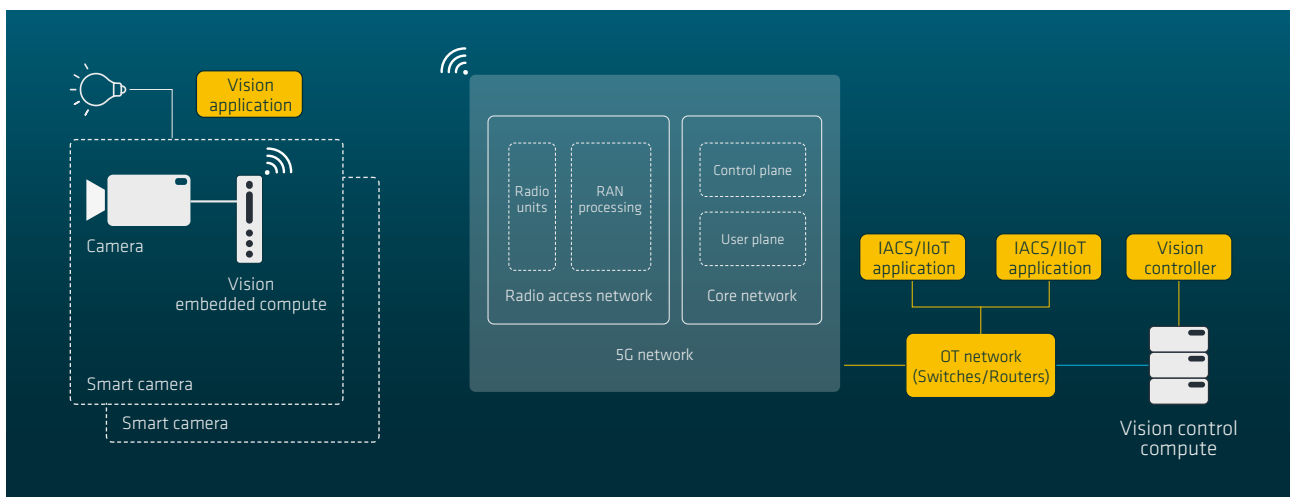 Vision
application
Camera
Vision
embedded compute
Smart camera
Smart camera
Radio
units
RAN
processing
Radio access network
Control plane
User plane
Core network
5G network
IACS/IIoT
application
IACS/IIoT
application
Vision
controller
OT network
(Switches/Routers)
Vision control
compute